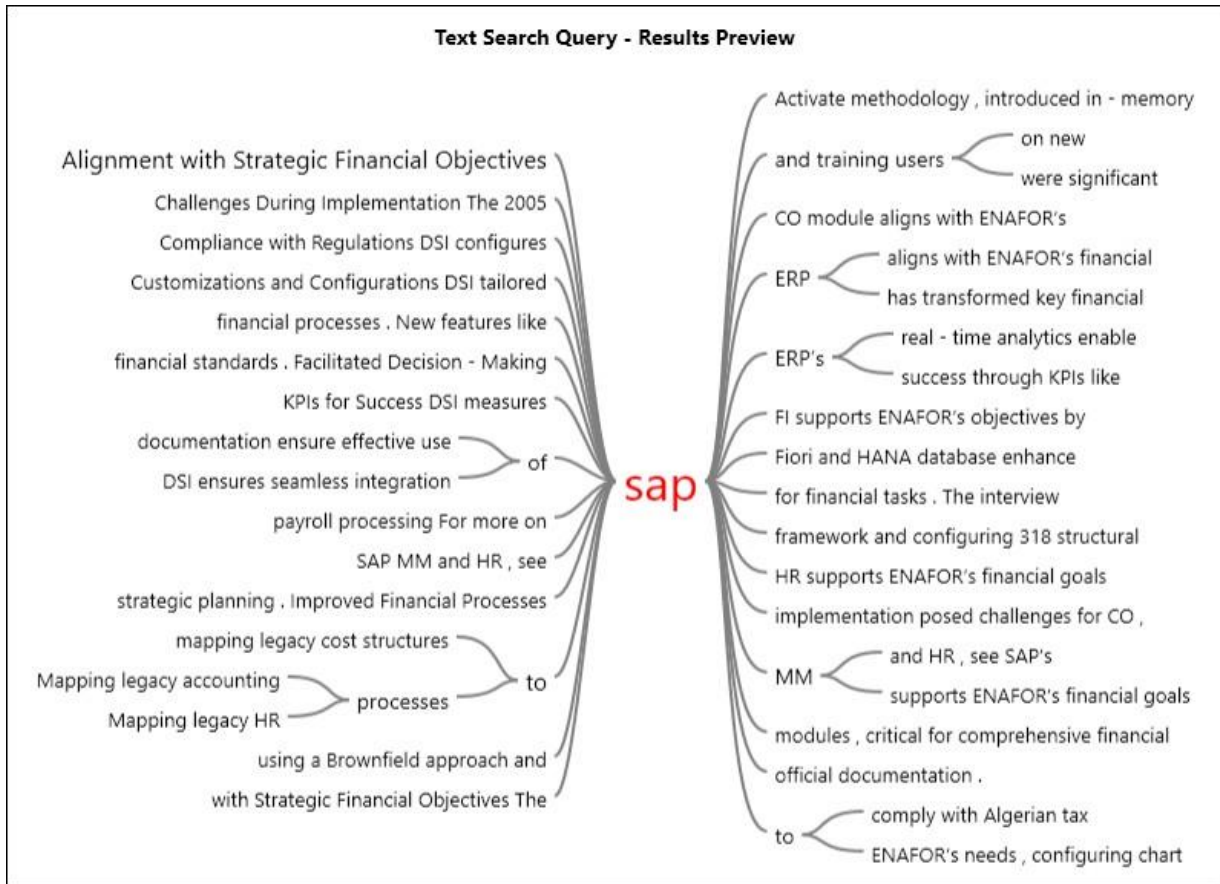 Text Search Query - Results Preview
Alignment with Strategic Financial Objectives
Challenges During Implementation The 2005
Compliance with Regulations DSI configures
Customizations and Configurations DSI tailored
financial processes . New features like
financial standards . Facilitated Decision - Making
KPIs for Success DSI measures
documentation ensure effective use
DSI ensures seamless integration
of
payroll processing For more on
SAP MM and HR , see
strategic planning . Improved Financial Processes
mapping legacy cost structures
Mapping legacy accounting
Mapping legacy HR
processes
to
using a Brownfield approach and
with Strategic Financial Objectives The
sap
Activate methodology , introduced in - memory
and training users
on new
were significant
CO module aligns with ENAFOR's
ERP
aligns with ENAFOR's financial
has transformed key financial
ERP's
real - time analytics enable
success through KPIs like
FI supports ENAFOR's objectives by
Fiori and HANA database enhance
for financial tasks . The interview
framework and configuring 318 structural
HR supports ENAFOR's financial goals
implementation posed challenges for CO ,
MM
and HR , see SAP's
supports ENAFOR's financial goals
modules , critical for comprehensive financial
official documentation .
to
comply with Algerian tax
ENAFOR's needs , configuring chart